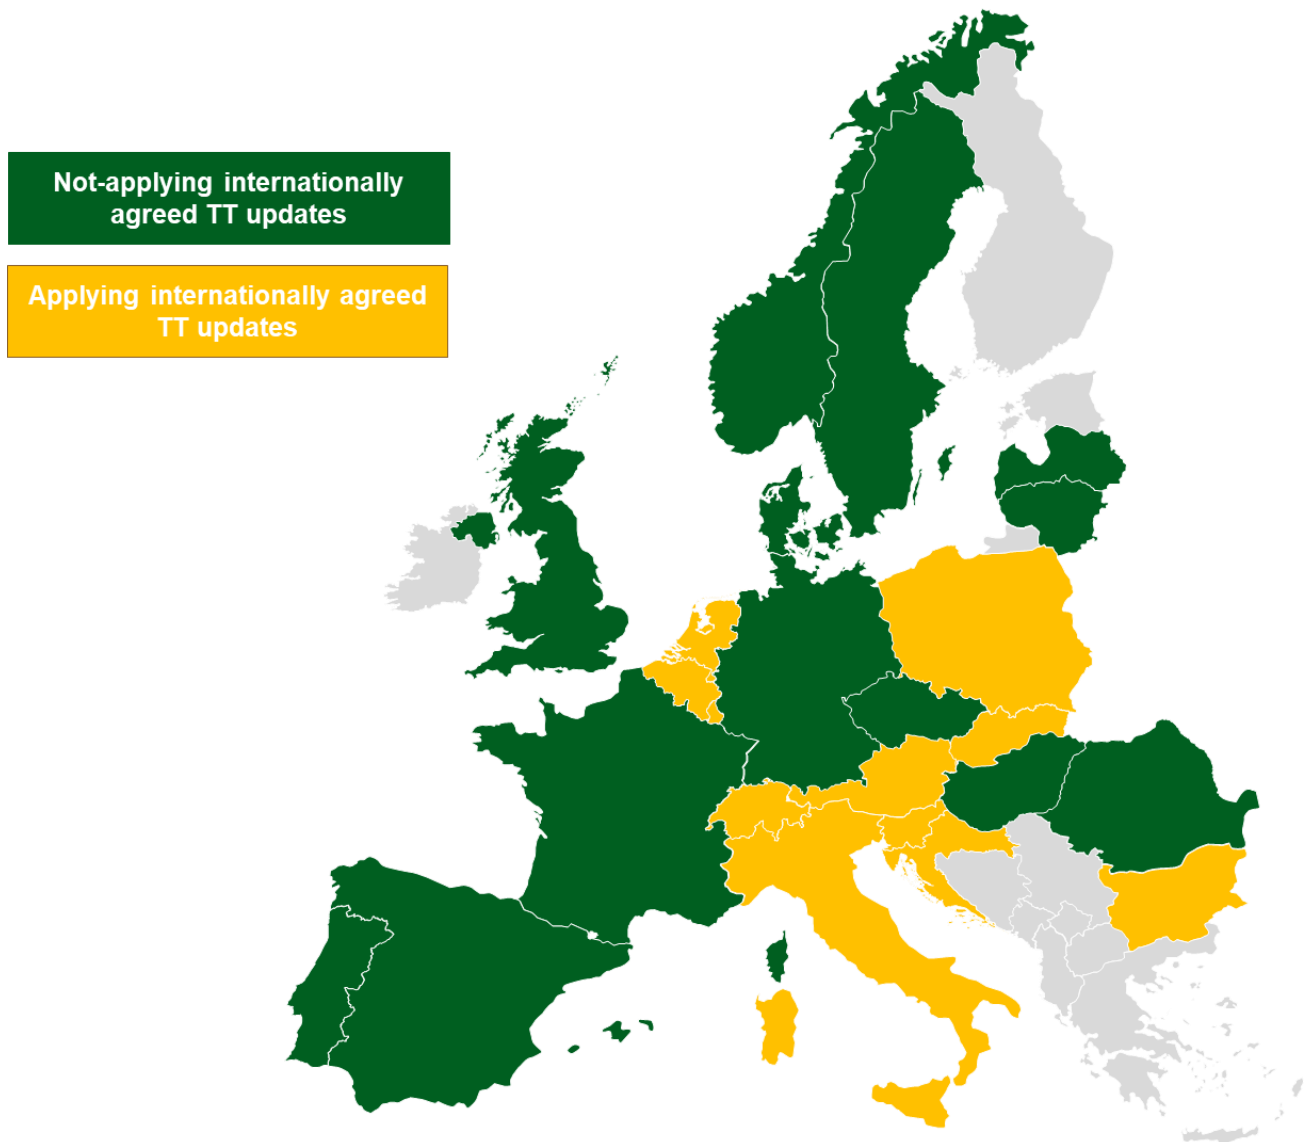 Not-applying internationally
agreed TT updates
Applying internationally agreed
TT updates